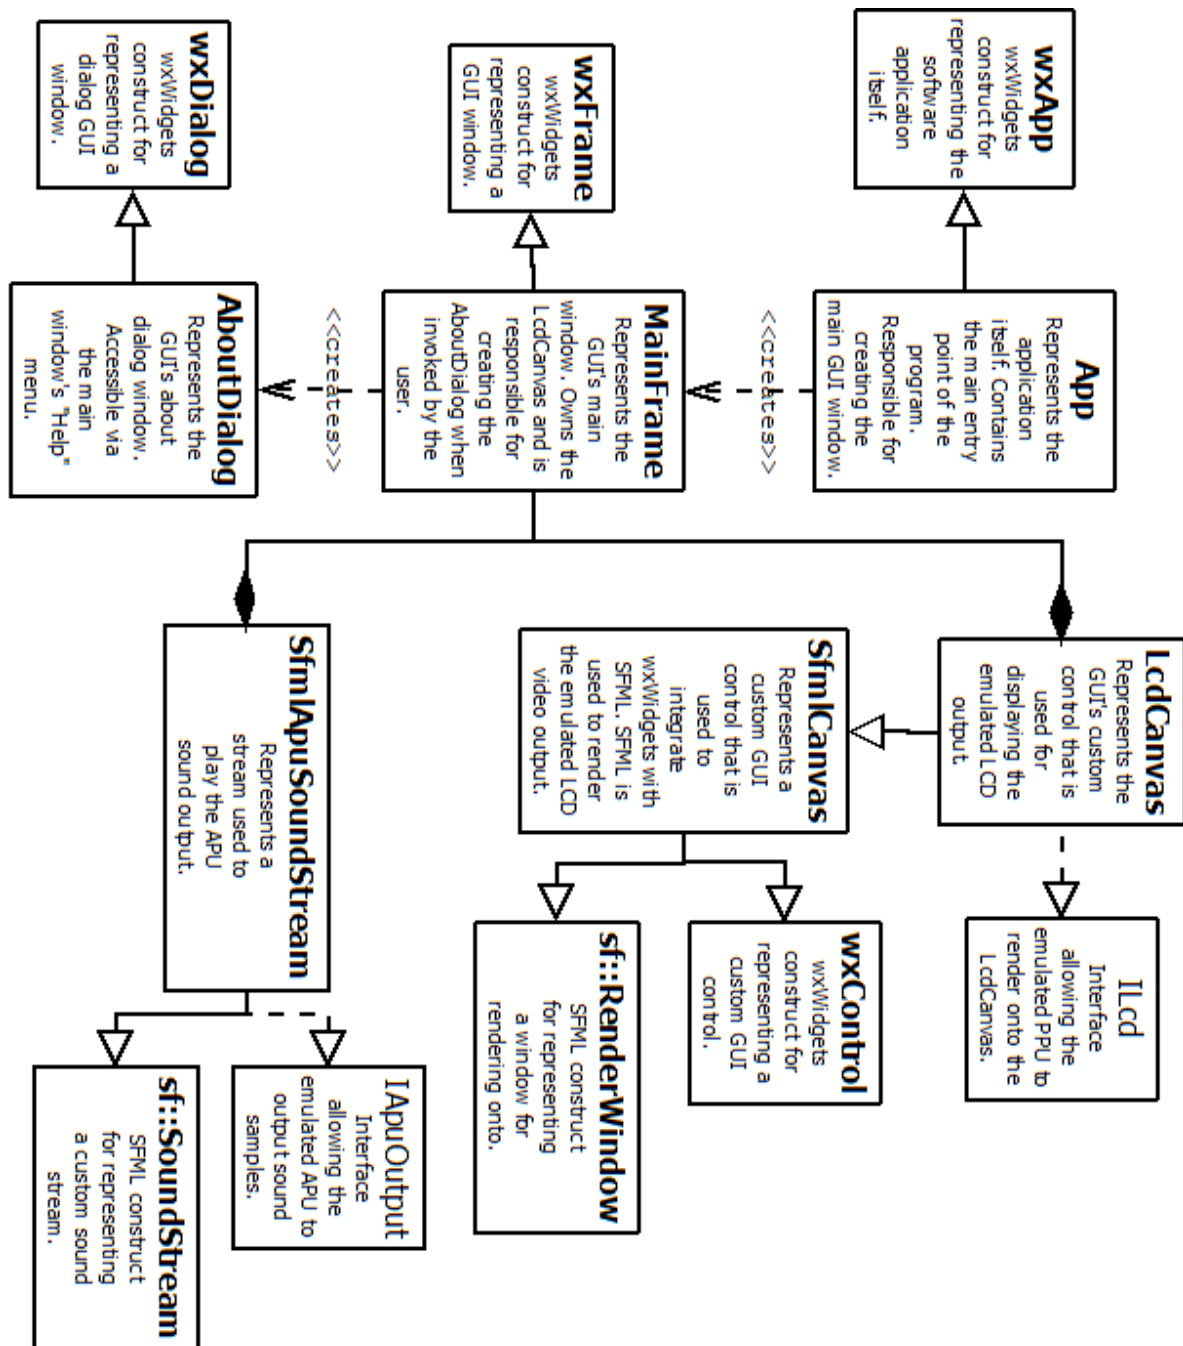 wxApp
wxWidgets
construct for
representing the
software
application
itself.
App
Represents the
application
itself. Contains
the main entry
point of the
program.
Responsible for
creating the
main GUI window.
LcdCanvas
Represents the
GUI's custom
control that is
used for
displaying the
emulated LCD
output.
ILcd
Interface
allowing the
emulated PPU to
render onto the
LcdCanvas.
<<creates>>
wxFrame
wxWidgets
construct for
representing a
GUI window.
MainFrame
Represents the
GUI's main
window. Owns the
LcdCanvas and is
responsible for
creating the
AboutDialog when
invoked by the
user.
SfmlCanvas
Represents a
custom GUI
control that is
used to
integrate
wxWidgets with
SFML. SFML is
used to render
the emulated LCD
video output.
wxControl
wxWidgets
construct for
representing a
custom GUI
control.
sf::RenderWindow
SFML construct
for representing
a window for
rendering onto.
<<creates>>
wxDialog
wxWidgets
construct for
representing a
dialog GUI
window.
AboutDialog
Represents the
GUI's about
dialog window.
Accessible via
the main
window's "Help"
menu.
SfmlApuSoundStream
Represents a
stream used to
play the APU
sound output.
IApuOutput
Interface
allowing the
emulated APU to
output sound
samples.
sf::SoundStream
SFML construct
for representing
a custom sound
stream.